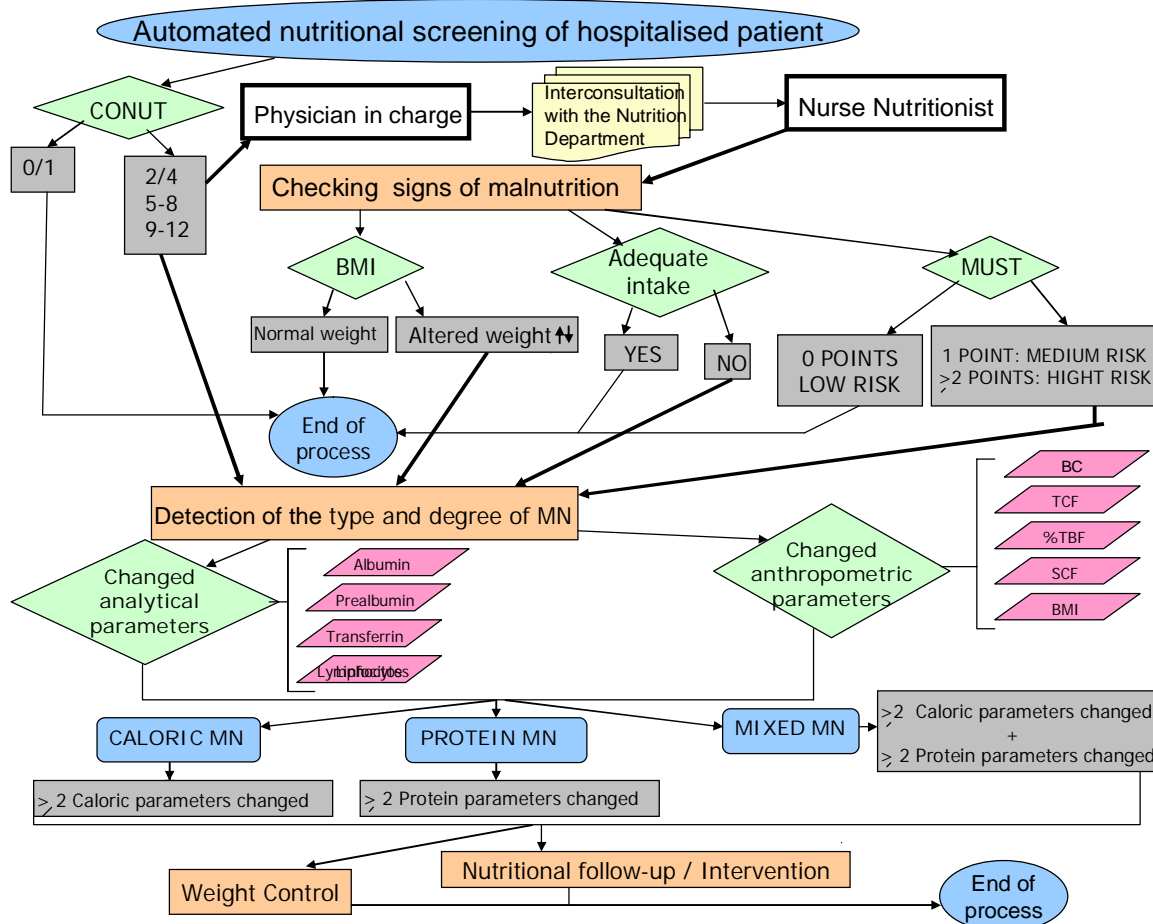 Automated nutritional screening of hospitalised patient
CONUT
Physician in charge
Interconsultation
with the Nutrition
Department
Nurse Nutritionist
0/1
2/4
5-8
9-12
Checking signs of malnutrition
BMI
Adequate
intake
MUST
Normal weight
Altered weight
YES
NO
0 POINTS
LOW RISK
1 POINT: MEDIUM RISK
≥2 POINTS: HIGHT RISK
End of
process
Detection of the type and degree of MN
BC
TCF
%TBF
SCF
BMI
Changed
analytical
parameters
Albumin
Prealbumin
Transferrin
Changed
anthropometric
parameters
CALORIC MN
PROTEIN MN
MIXED MN
≥2 Caloric parameters changed
+
≥ 2 Protein parameters changed
≥ 2 Caloric parameters changed
≥ 2 Protein parameters changed
Weight Control
Nutritional follow-up / Intervention
End of
process